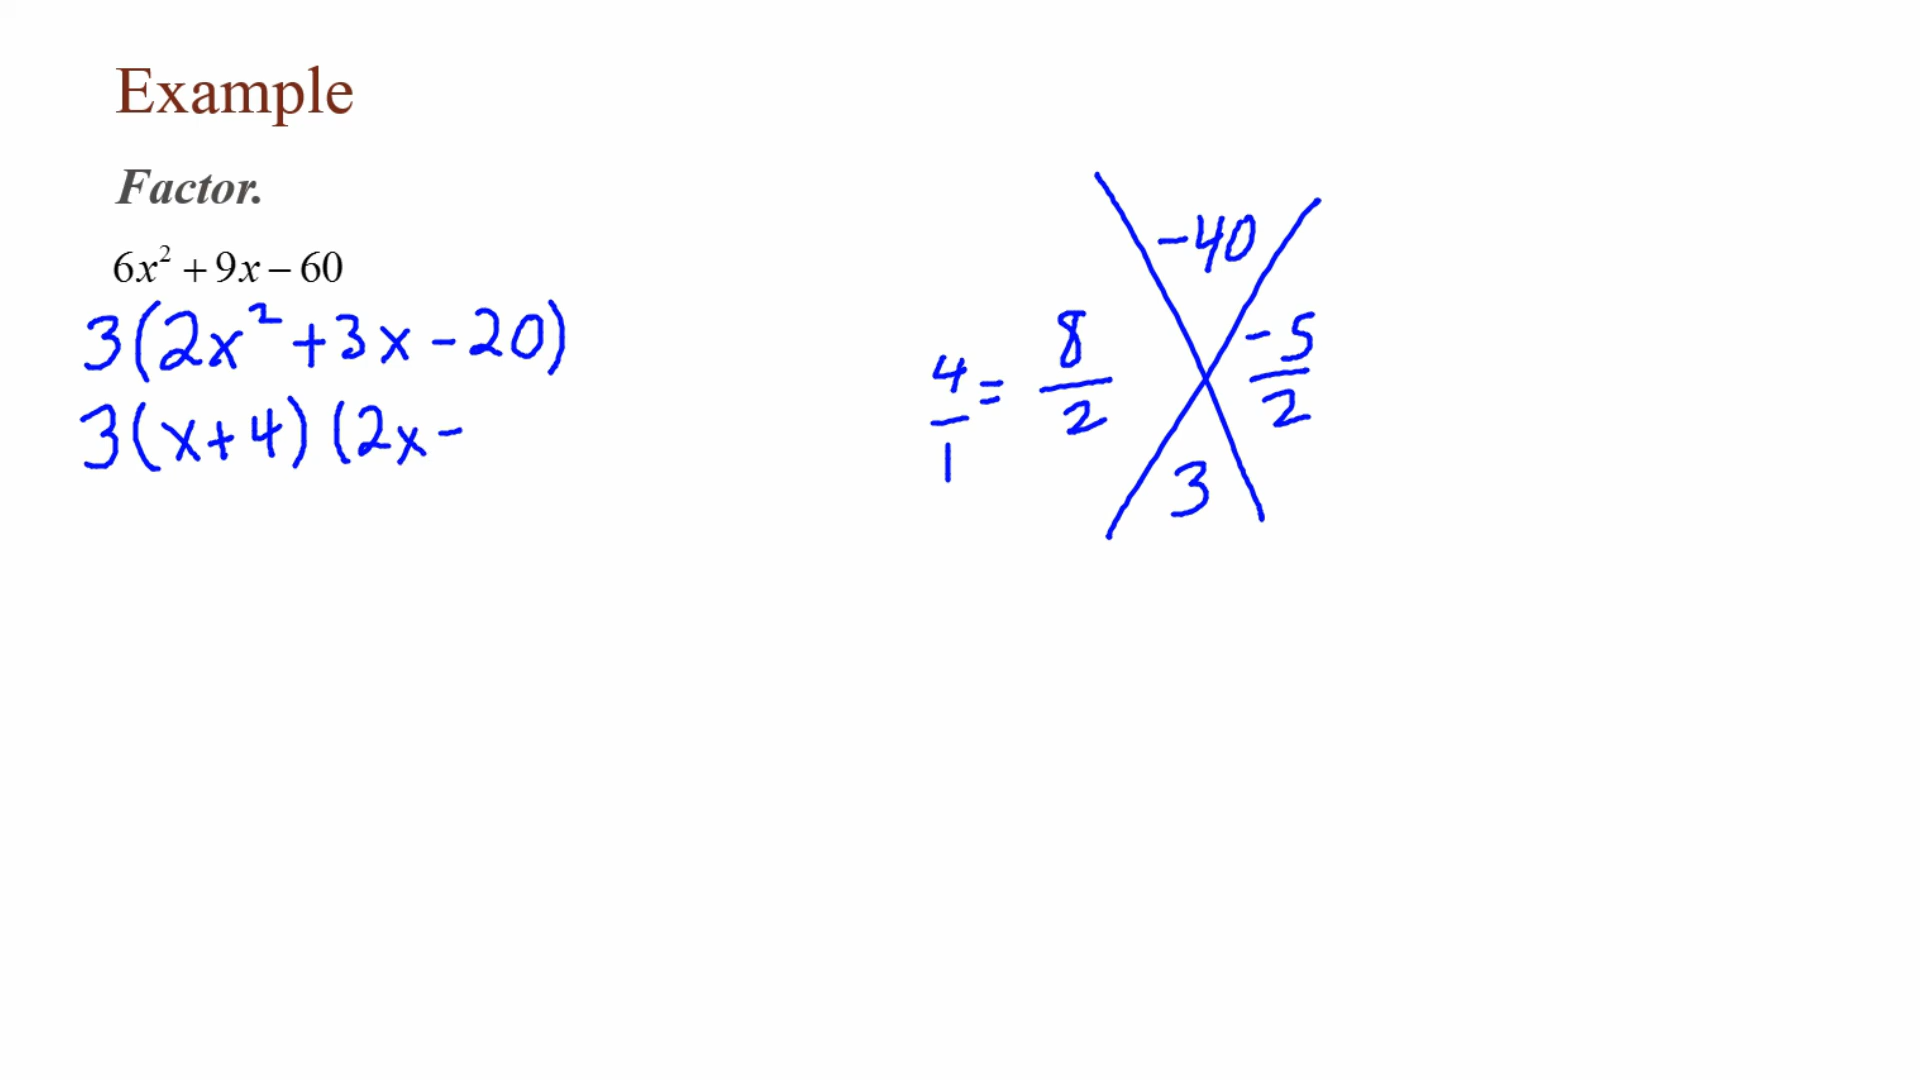 Example
Factor.
6x² + 9x − 60
3(2x² + 3x − 20)
3(x + 4)(2x −
−40
4/1 = 8/2
−5/2
3